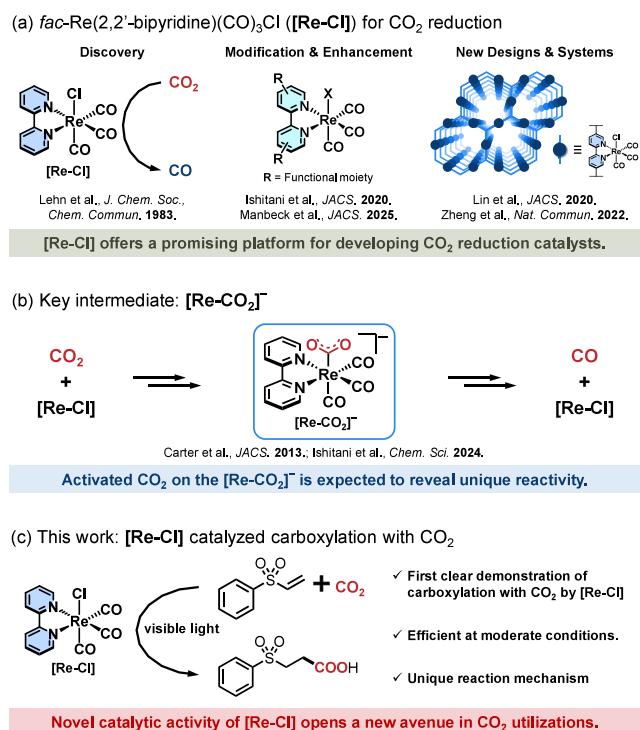 (a) fac-Re(2,2'-bipyridine)(CO)3Cl ([Re-Cl]) for CO2 reduction
Discovery
Modification & Enhancement
New Designs & Systems
Cl
N
N
Re
CO
CO
CO
[Re-Cl]
CO2
CO
R
R
X
N
N
Re
CO
CO
CO
R = Functional moiety
≡
Cl
N
N
Re
CO
CO
CO
Lehn et al., J. Chem. Soc.,
Chem. Commun. 1983.
Ishitani et al., JACS. 2020.
Manbeck et al., JACS. 2025.
Lin et al., JACS. 2020.
Zheng et al., Nat. Commun. 2022.
[Re-Cl] offers a promising platform for developing CO2 reduction catalysts.
(b) Key intermediate: [Re-CO2]−
CO2
+
[Re-Cl]
O
O
−
N
N
Re
CO
CO
CO
[Re-CO2]−
CO
+
[Re-Cl]
Carter et al., JACS. 2013.; Ishitani et al., Chem. Sci. 2024.
Activated CO2 on the [Re-CO2]− is expected to reveal unique reactivity.
(c) This work: [Re-Cl] catalyzed carboxylation with CO2
Cl
N
N
Re
CO
CO
CO
[Re-Cl]
visible light
O
O
S
+ CO2
O
O
S
COOH
✓ First clear demonstration of
carboxylation with CO2 by [Re-Cl]
✓ Efficient at moderate conditions.
✓ Unique reaction mechanism
Novel catalytic activity of [Re-Cl] opens a new avenue in CO2 utilizations.